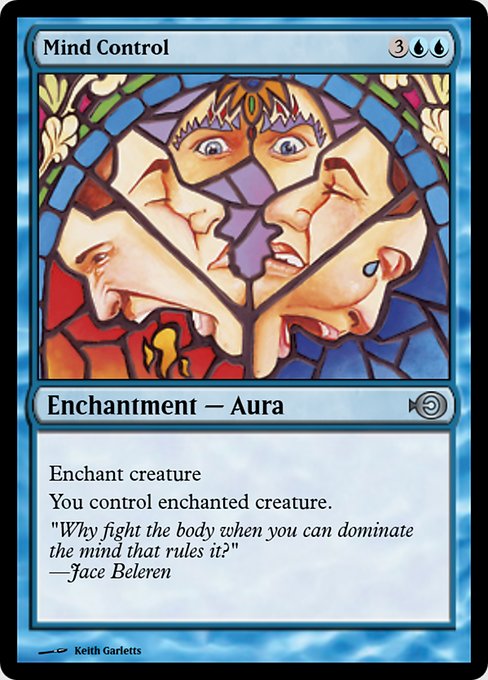 Mind Control 3
Enchantment — Aura
Enchant creature
You control enchanted creature.
"Why fight the body when you can dominate
the mind that rules it?"
—Jace Beleren
Keith Garletts